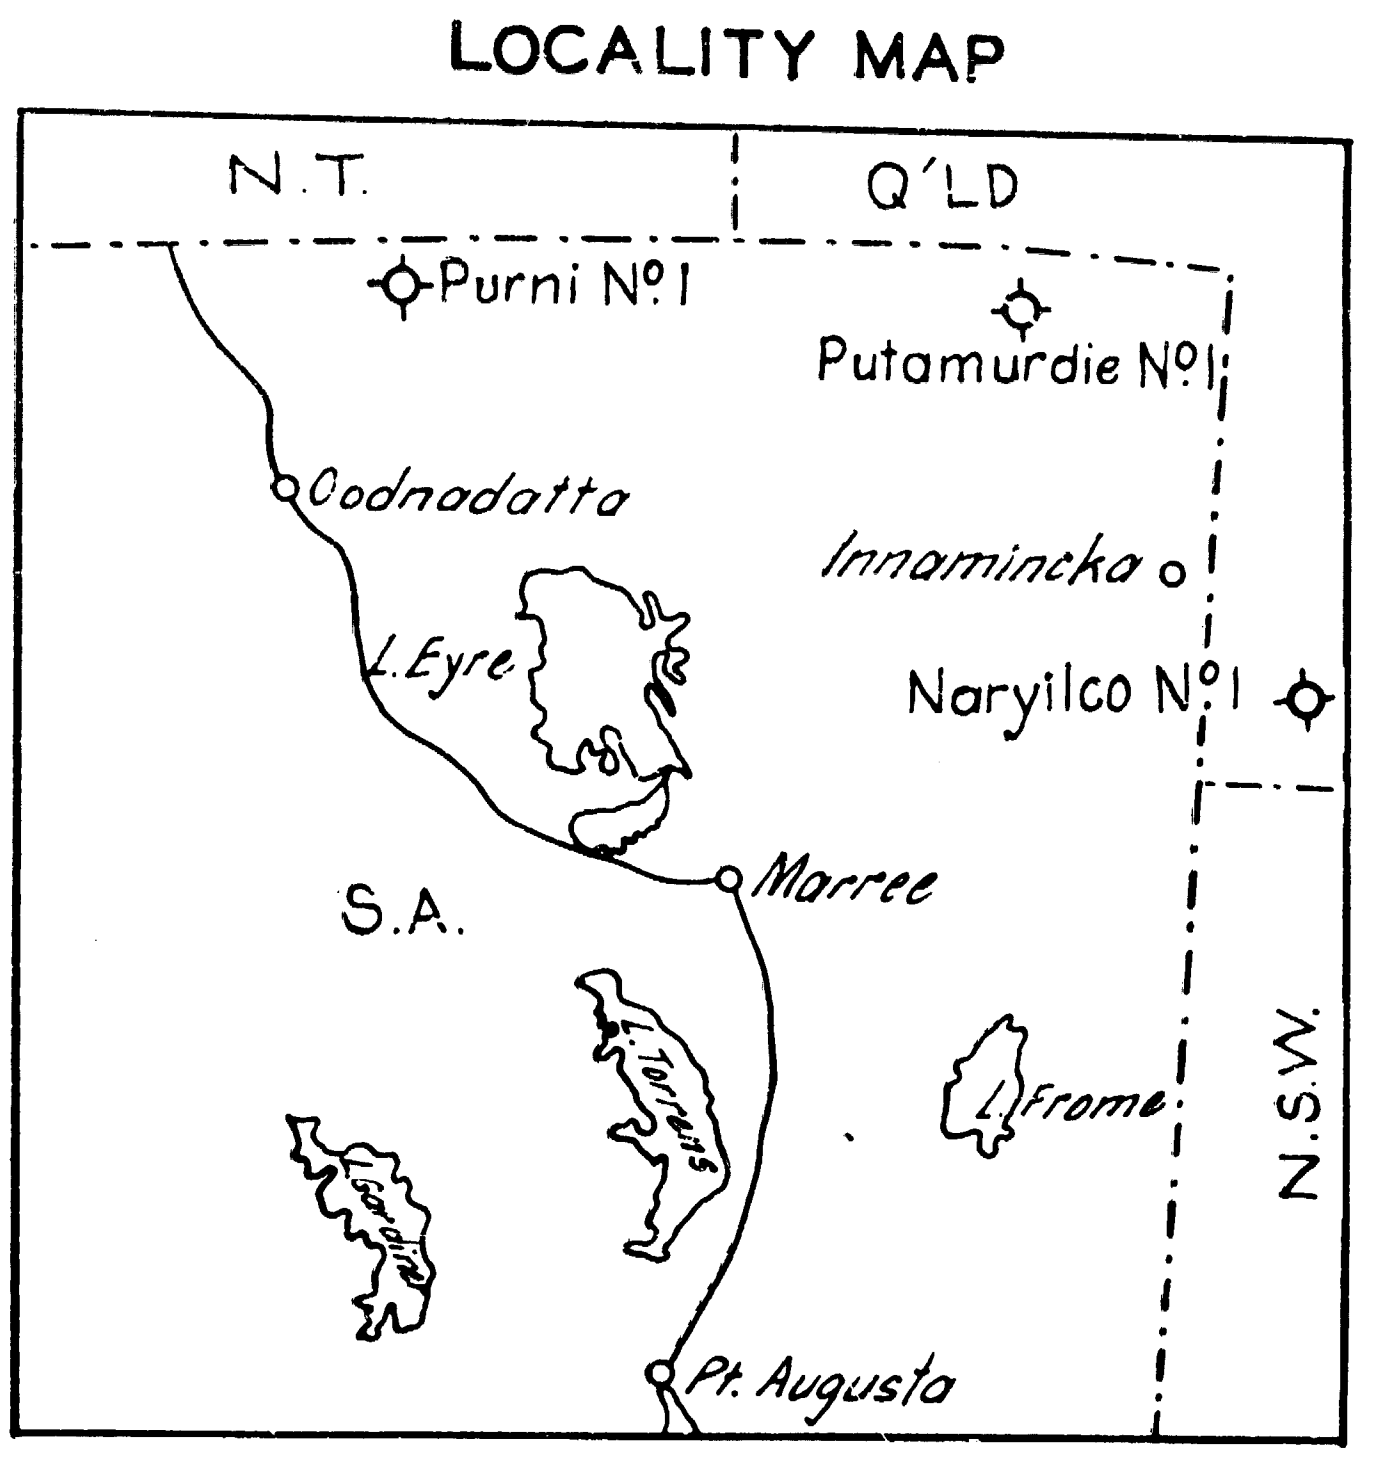 LOCALITY MAP
N.T.
Q'LD
Purni Nº 1
Putamurdie Nº 1
Oodnadatta
Innamincka
L. Eyre
Naryilco Nº 1
Marree
S.A.
L. Torrens
N.S.W.
L. Frome
L. Gardiner
Pt. Augusta